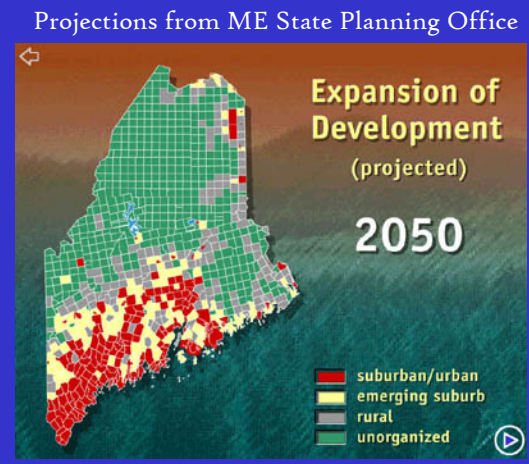 Projections from ME State Planning Office
Expansion of
Development
(projected)
2050
suburban/urban
emerging suburb
rural
unorganized